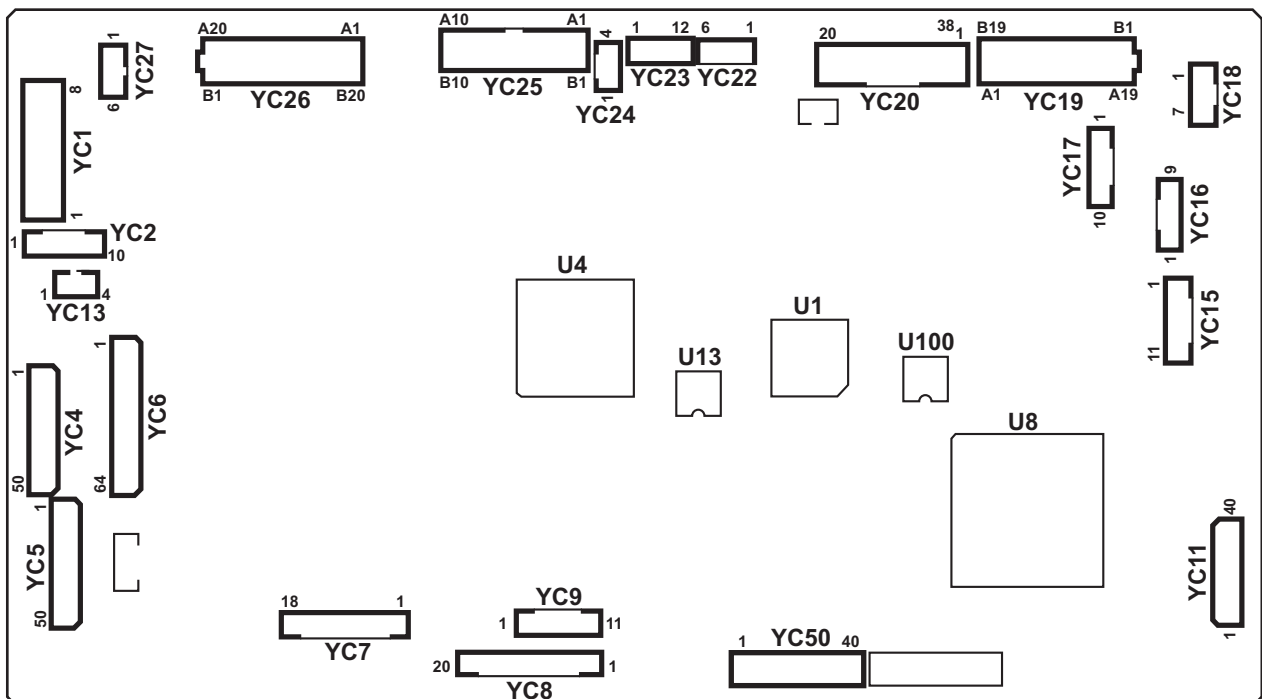 A20 A1
B1 B20
YC26
1
6
YC27
A10 A1
B10 B1
YC25
4
1
YC24
1 12
YC23
6 1
YC22
20 38 1
YC20
B19 B1
A1 A19
YC19
1
7
YC18
8
1
YC1
1
10
YC17
9
1
YC16
1 10
YC2
1 4
YC13
1
11
YC15
U4
U1
U13
U100
U8
1
50
YC4
1
64
YC6
1
50
YC5
40
1
YC11
18 1
YC7
YC9
1 11
20 1
YC8
YC50
1 40